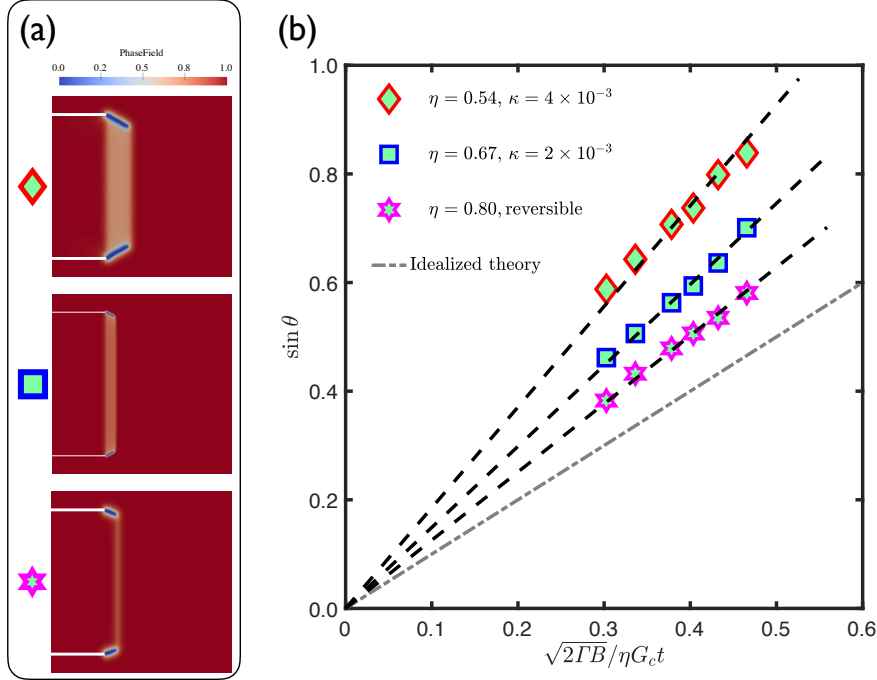 (a)
PhaseField
0.0 0.2 0.5 0.8 1.0
(b)
1.0
0.8
0.6
0.4
0.2
0.0
sin θ
η = 0.54, κ = 4 × 10⁻³
η = 0.67, κ = 2 × 10⁻³
η = 0.80, reversible
Idealized theory
0 0.1 0.2 0.3 0.4 0.5 0.6
√2ΓB/ηG_ct